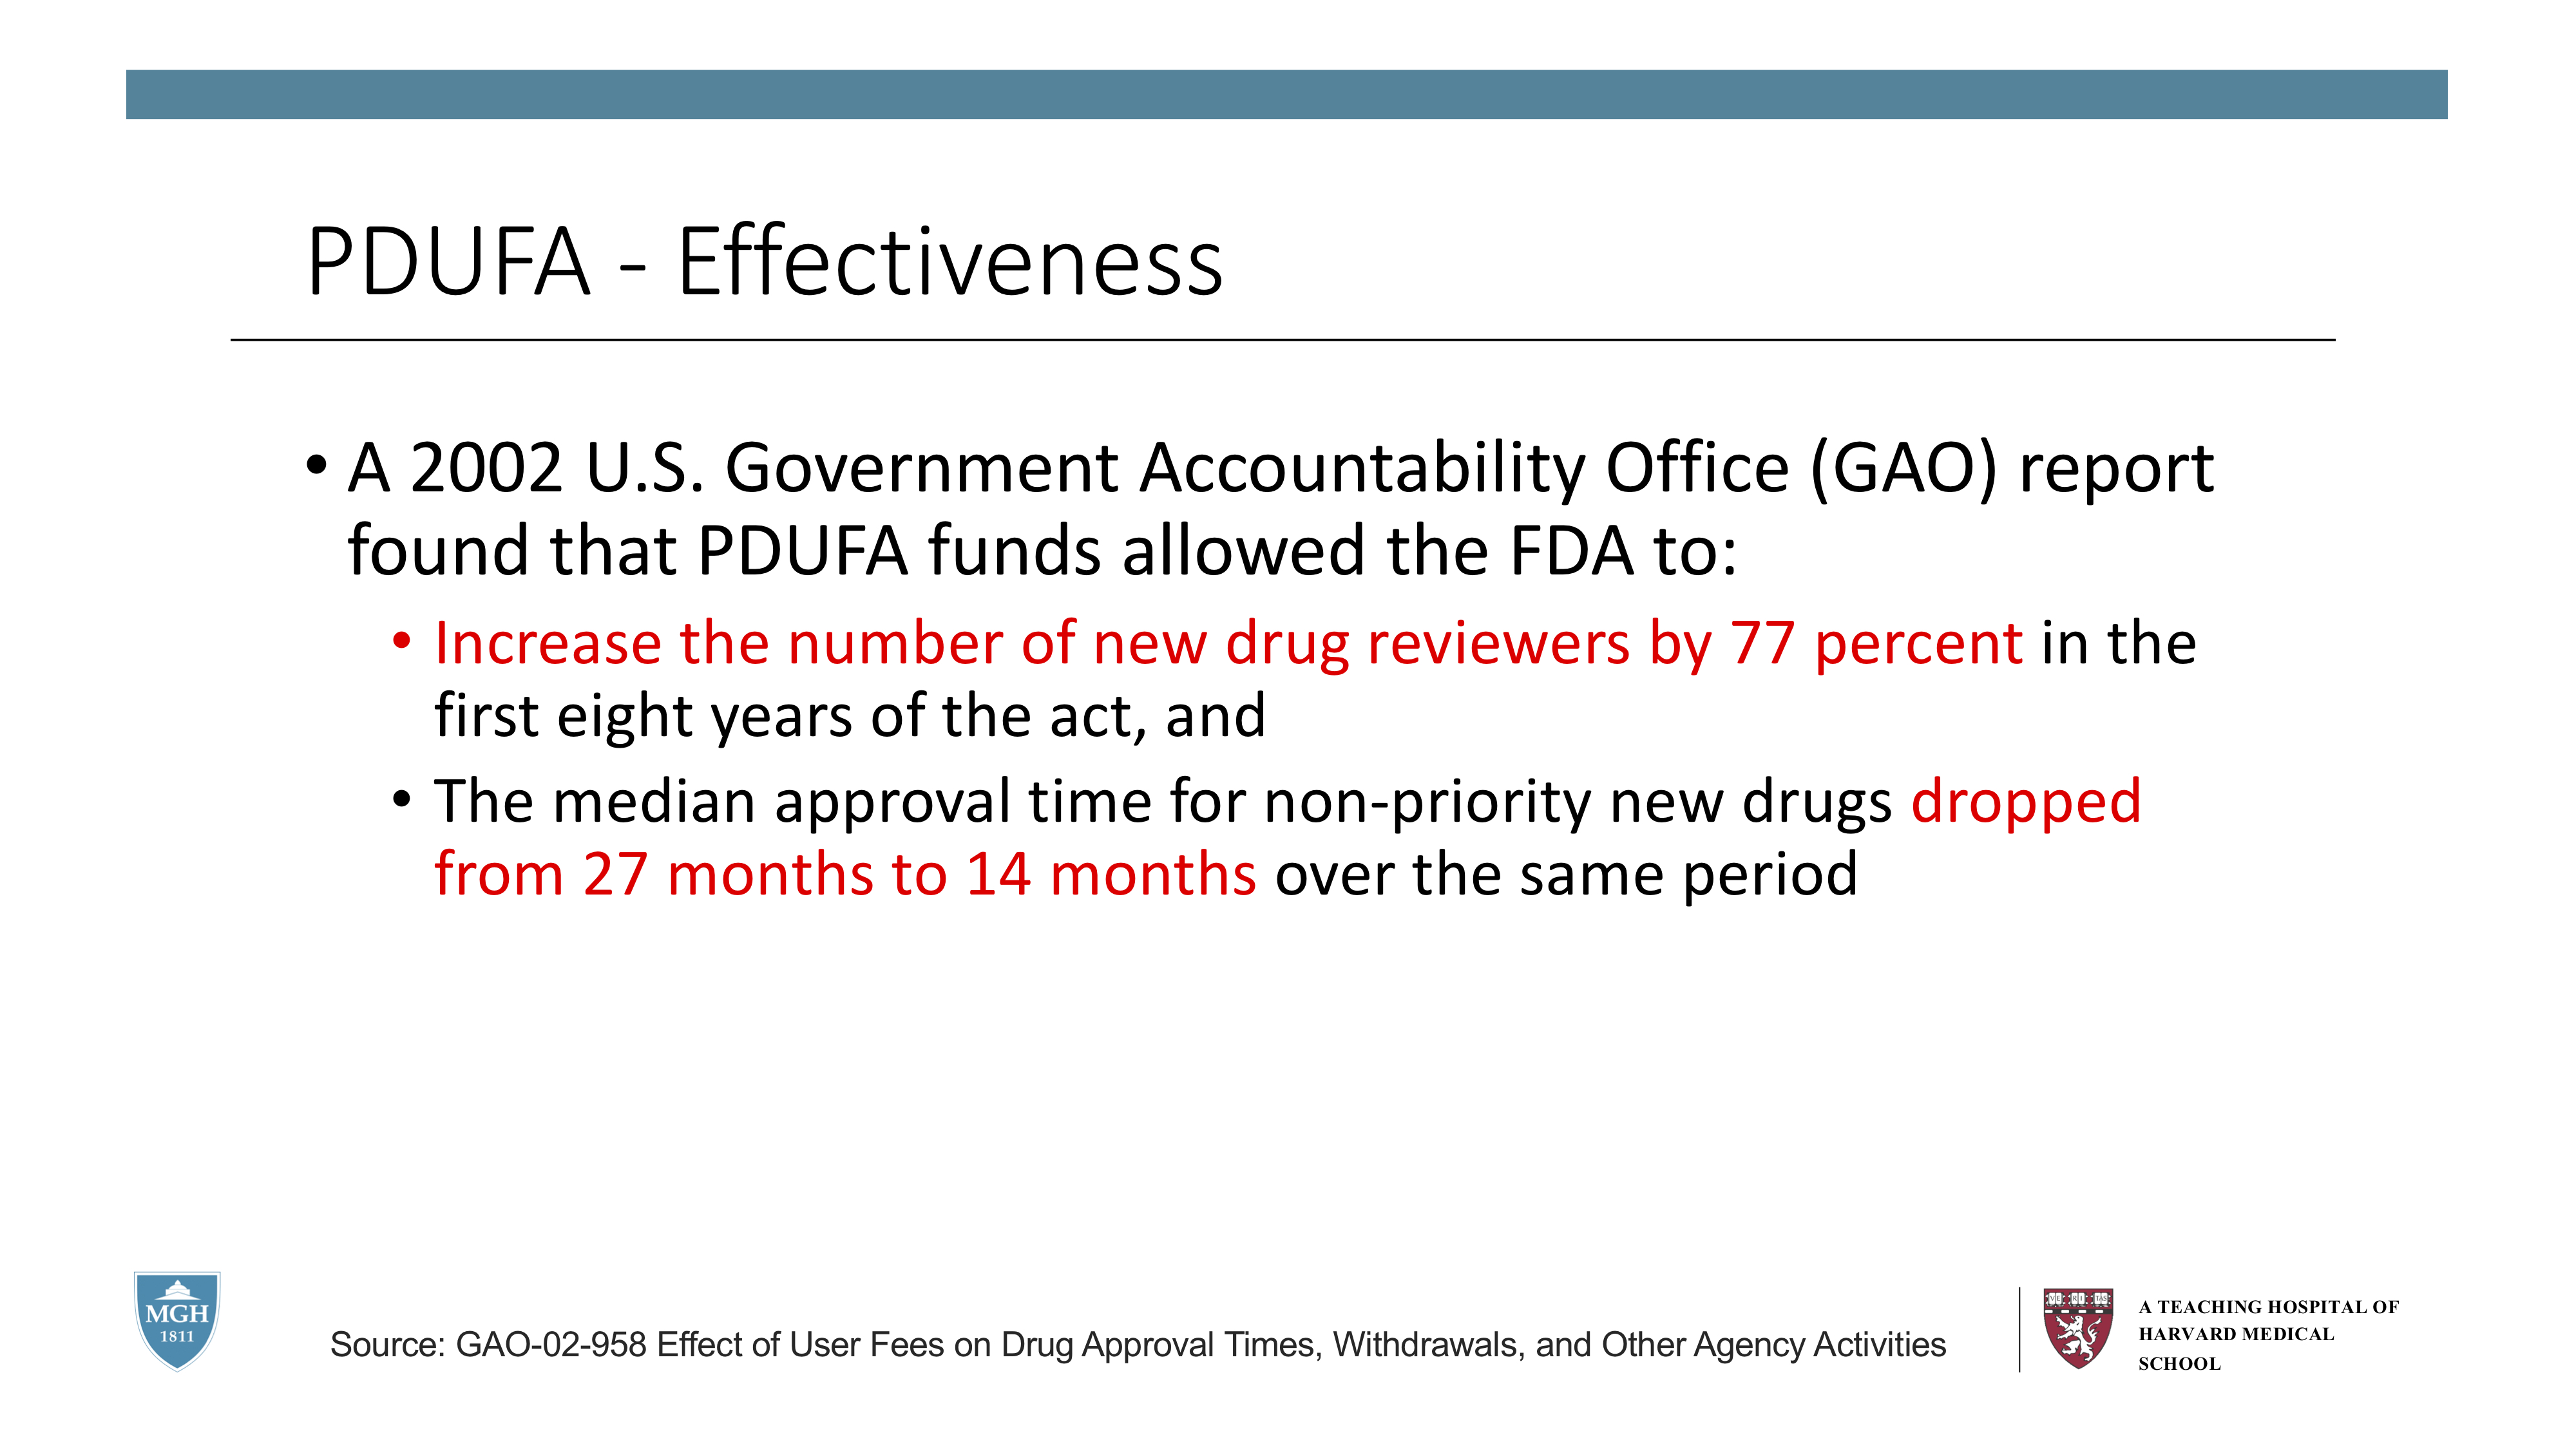 PDUFA - Effectiveness
• A 2002 U.S. Government Accountability Office (GAO) report
found that PDUFA funds allowed the FDA to:
• Increase the number of new drug reviewers by 77 percent in the
first eight years of the act, and
• The median approval time for non-priority new drugs dropped
from 27 months to 14 months over the same period
MGH
1811
Source: GAO-02-958 Effect of User Fees on Drug Approval Times, Withdrawals, and Other Agency Activities
VE RI TAS
A TEACHING HOSPITAL OF
HARVARD MEDICAL
SCHOOL